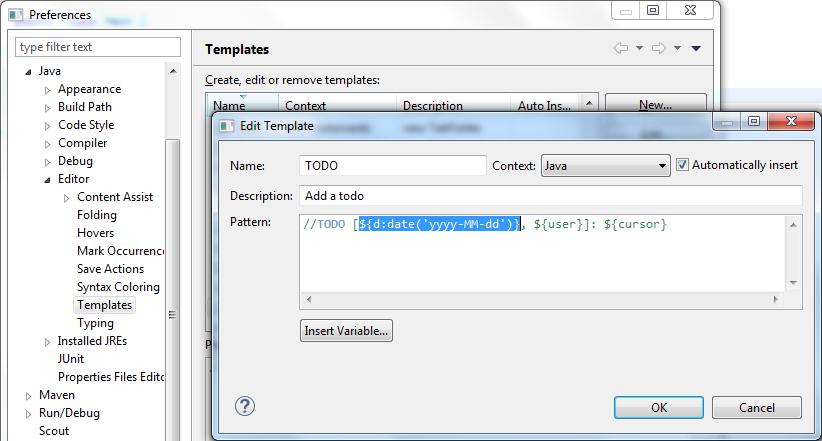 Preferences
type filter text
Java
Appearance
Build Path
Code Style
Compiler
Debug
Editor
Content Assist
Folding
Hovers
Mark Occurrence
Save Actions
Syntax Coloring
Templates
Typing
Installed JREs
JUnit
Properties Files Edito
Maven
Run/Debug
Scout
Templates
Create, edit or remove templates:
Name Context Description Auto Ins... New...
Edit Template
Name: TODO Context: Java Automatically insert
Description: Add a todo
Pattern: //TODO [${d:date('yyyy-MM-dd')}, ${user}]: ${cursor}
Insert Variable...
OK Cancel